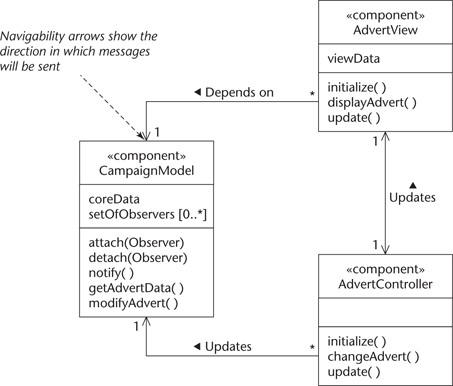 Navigability arrows show the
direction in which messages
will be sent
«component»
AdvertView
viewData
initialize( )
displayAdvert( )
update( )
◀ Depends on
*
1
1
«component»
CampaignModel
coreData
setOfObservers [0..*]
attach(Observer)
detach(Observer)
notify( )
getAdvertData( )
modifyAdvert( )
▲
Updates
1
«component»
AdvertController
initialize( )
changeAdvert( )
update( )
1
◀ Updates
*